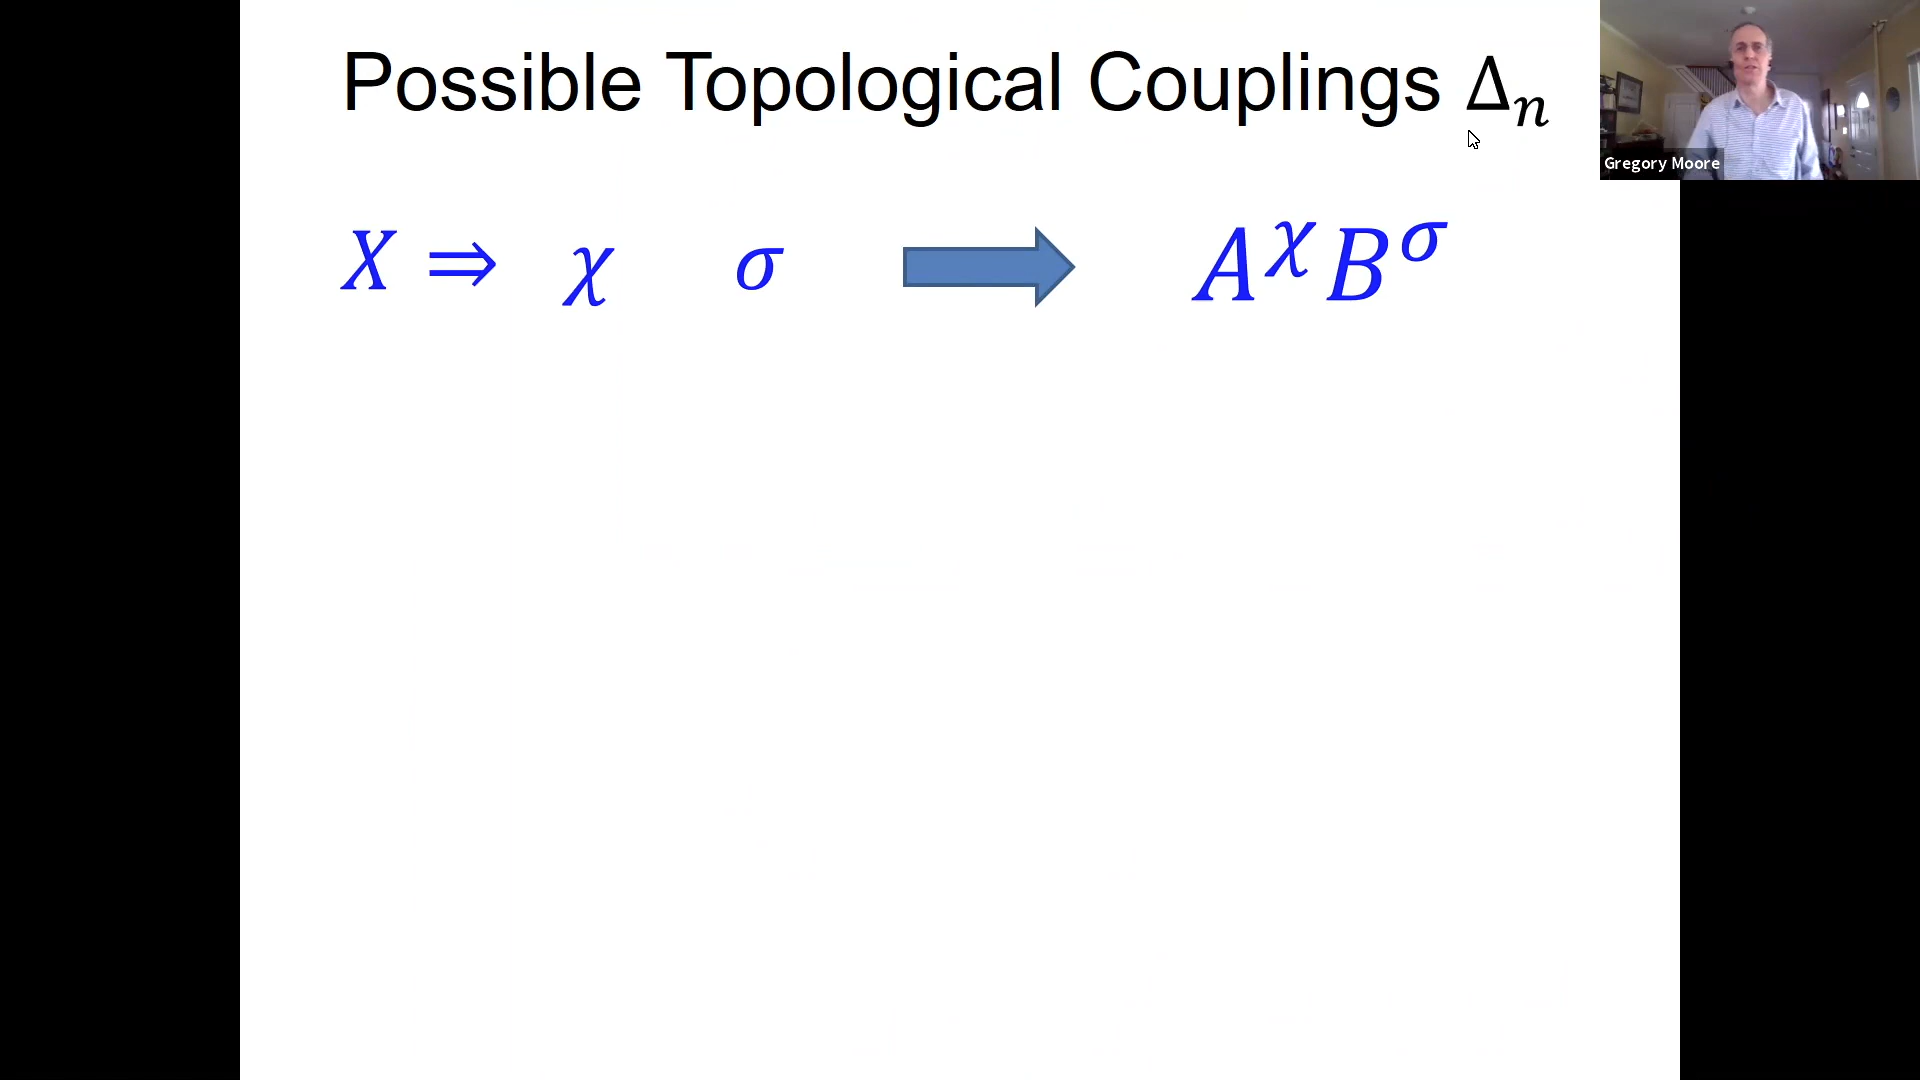 Possible Topological Couplings Δₙ
Gregory Moore
X ⇒ χ σ A^χ B^σ